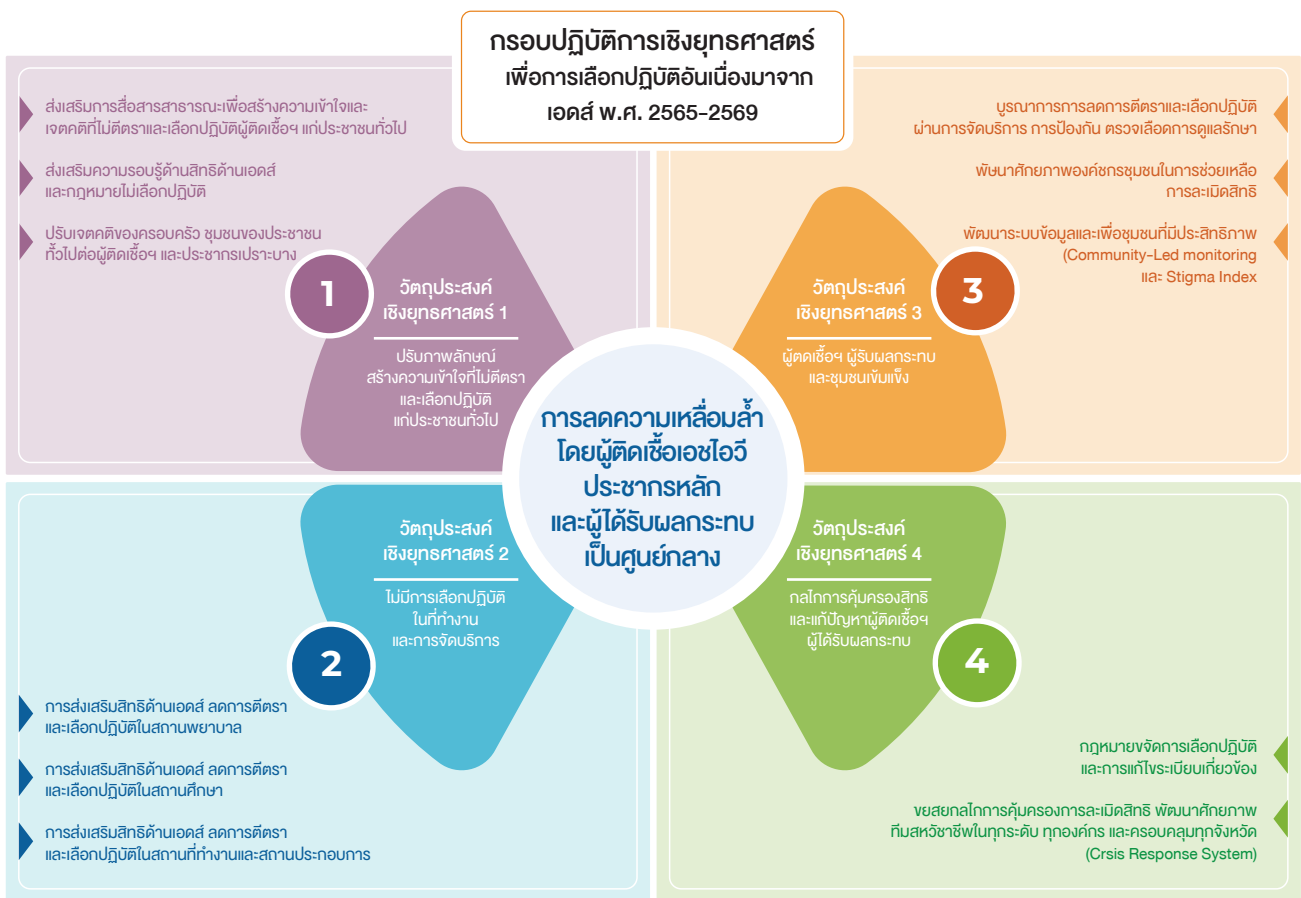 กรอบปฏิบัติการเชิงยุทธศาสตร์
เพื่อการเลือกปฏิบัติอันเนื่องมาจาก
เอดส์ พ.ศ. 2565-2569
ส่งเสริมการสื่อสารสาธารณะเพื่อสร้างความเข้าใจและ
เจตคติที่ไม่ตีตราและเลือกปฏิบัติผู้ติดเชื้อฯ แก่ประชาชนทั่วไป
ส่งเสริมความรอบรู้ด้านสิทธิด้านเอดส์
และกฎหมายไม่เลือกปฏิบัติ
ปรับเจตคติของครอบครัว ชุมชนของประชาชน
ทั่วไปต่อผู้ติดเชื้อฯ และประชากรเปราะบาง
1
วัตถุประสงค์
เชิงยุทธศาสตร์ 1
ปรับภาพลักษณ์
สร้างความเข้าใจที่ไม่ตีตรา
และเลือกปฏิบัติ
แก่ประชาชนทั่วไป
บูรณาการการลดการตีตราและเลือกปฏิบัติ
ผ่านการจัดบริการ การป้องกัน ตรวจเลือดการดูแลรักษา
พัษนาศักยภาพองค์ชกรชุมชนในการช่วยเหลือ
การละเมิดสิทธิ
พัฒนาระบบข้อมูลและเพื่อชุมชนที่มีประสิทธิภาพ
(Community-Led monitoring
และ Stigma Index
3
วัตถุประสงค์
เชิงยุทธศาสตร์ 3
ผู้ตดเชื้อฯ ผู้รับผลกระทบ
และชุมชนเข้มแข็ง
การลดความเหลื่อมล้ำ
โดยผู้ติดเชื้อเอชไอวี
ประชากรหลัก
และผู้ได้รับผลกระทบ
เป็นศูนย์กลาง
วัตถุประสงค์
เชิงยุทธศาสตร์ 2
ไม่มีการเลือกปฏิบัติ
ในที่ทำงาน
และการจัดบริการ
2
การส่งเสริมสิทธิด้านเอดส์ ลดการตีตรา
และเลือกปฏิบัติในสถานพยาบาล
การส่งเสริมสิทธิด้านเอดส์ ลดการตีตรา
และเลือกปฏิบัติในสถานศึกษา
การส่งเสริมสิทธิด้านเอดส์ ลดการตีตรา
และเลือกปฏิบัติในสถานที่ทำงานและสถานประกอบการ
วัตถุประสงค์
เชิงยุทธศาสตร์ 4
กลไกการคุ้มครองสิทธิ
และแก้ปัญหาผู้ติดเชื้อฯ
ผู้ได้รับผลกระทบ
4
กฎหมายขจัดการเลือกปฏิบัติ
และการแก้ไขระเบียบเกี่ยวข้อง
ขยสยกลไกการคุ้มครองการละเมิดสิทธิ พัฒนาศักยภาพ
ทีมสหวัชาชีพในทุกระดับ ทุกองค์กร และครอบคลุมทุกจังหวัด
(Crsis Response System)